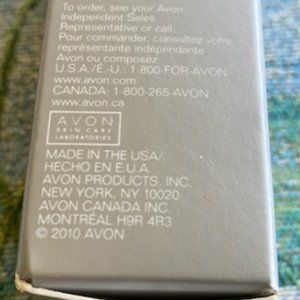 To order, see your Avon
Independent Sales
Representative or call
Pour commander, consultez votre
représentante indépendante
Avon ou composez:
U.S.A./É.-U.: 1-800-FOR-AVON
www.avon.com
CANADA: 1-800-265-AVON
www.avon.ca
AVON
SKIN CARE
LABORATORIES
MADE IN THE USA/
HECHO EN E.U.A.
AVON PRODUCTS, INC.
NEW YORK, NY 10020
AVON CANADA INC.
MONTRÉAL H9R 4R3
© 2010 AVON